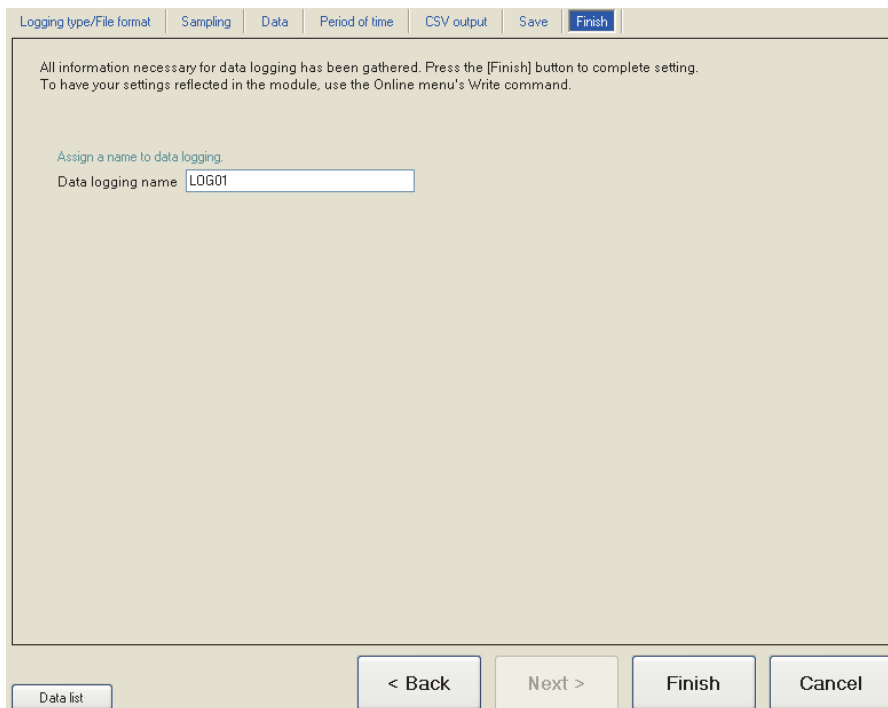 Logging type/File format Sampling Data Period of time CSV output Save Finish
All information necessary for data logging has been gathered. Press the [Finish] button to complete setting.
To have your settings reflected in the module, use the Online menu's Write command.
Assign a name to data logging.
Data logging name LOG01
< Back Next > Finish Cancel
Data list